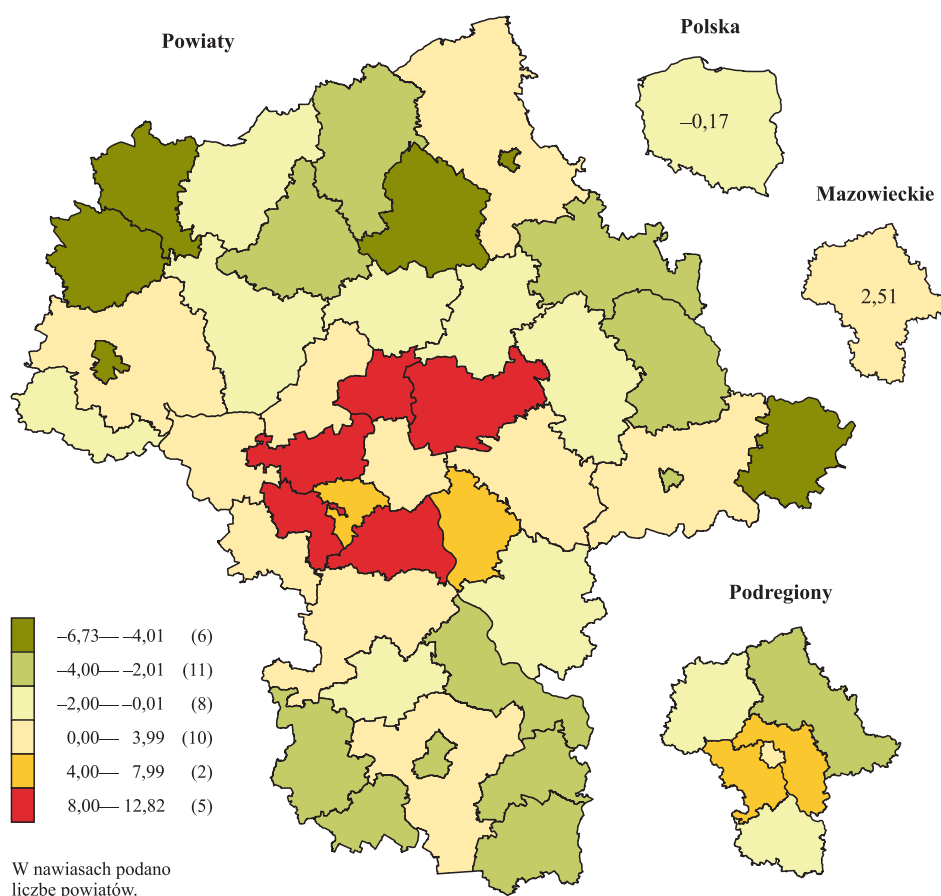 Powiaty
Polska
–0,17
Mazowieckie
2,51
Podregiony
–6,73— –4,01 (6)
–4,00— –2,01 (11)
–2,00— –0,01 (8)
0,00— 3,99 (10)
4,00— 7,99 (2)
8,00— 12,82 (5)
W nawiasach podano
liczbę powiatów.